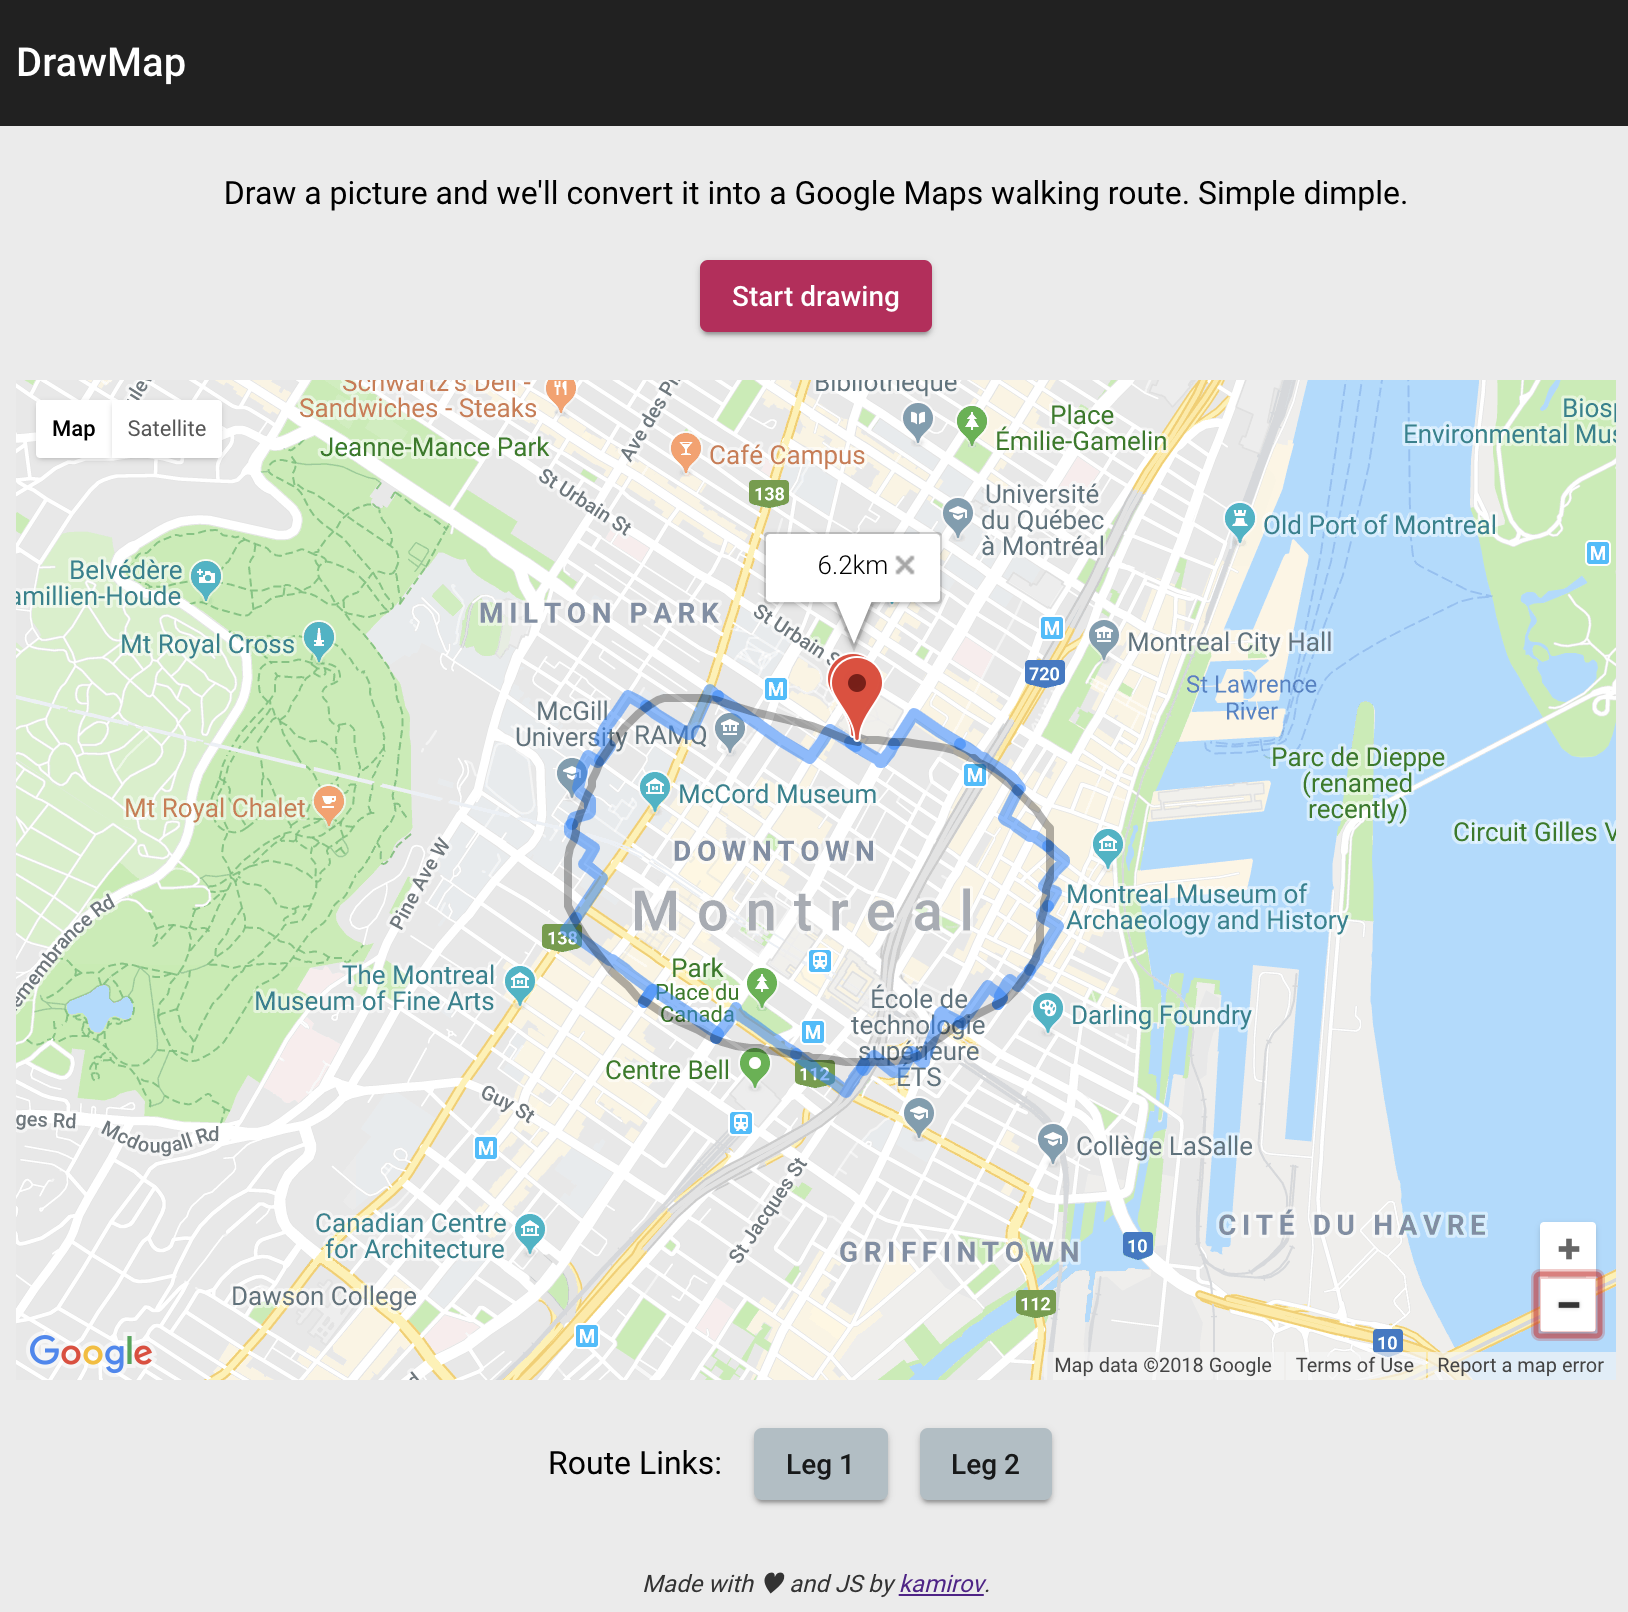 DrawMap
Draw a picture and we'll convert it into a Google Maps walking route. Simple dimple.
Start drawing
Map
Satellite
Schwartz's Deli -
Sandwiches - Steaks
Jeanne-Mance Park
Café Campus
138
St Urbain St
Bibliothèque
Place
Émilie-Gamelin
Université
du Québec
à Montréal
Old Port of Montreal
M
6.2km
Belvédère
amillien-Houde
Mt Royal Cross
MILTON PARK
St Urbain S
M
Montreal City Hall
720
St Lawrence
River
M
McGill
University
RAMQ
M
Parc de Dieppe
(renamed
recently)
Mt Royal Chalet
McCord Museum
Circuit Gilles V
DOWNTOWN
Montreal
Pine Ave W
Montreal Museum of
Archaeology and History
138
The Montreal
Museum of Fine Arts
Park
Place du
Canada
École de
technologie
supérieure
ÉTS
Darling Foundry
M
Centre Bell
112
Guy St
ges Rd
Mcdougall Rd
M
Collège LaSalle
St Jacques St
Canadian Centre
for Architecture
GRIFFINTOWN
10
CITÉ DU HAVRE
Dawson College
112
M
10
Google
Map data ©2018 Google
Terms of Use
Report a map error
Route Links:
Leg 1
Leg 2
Made with ♥ and JS by kamirov.